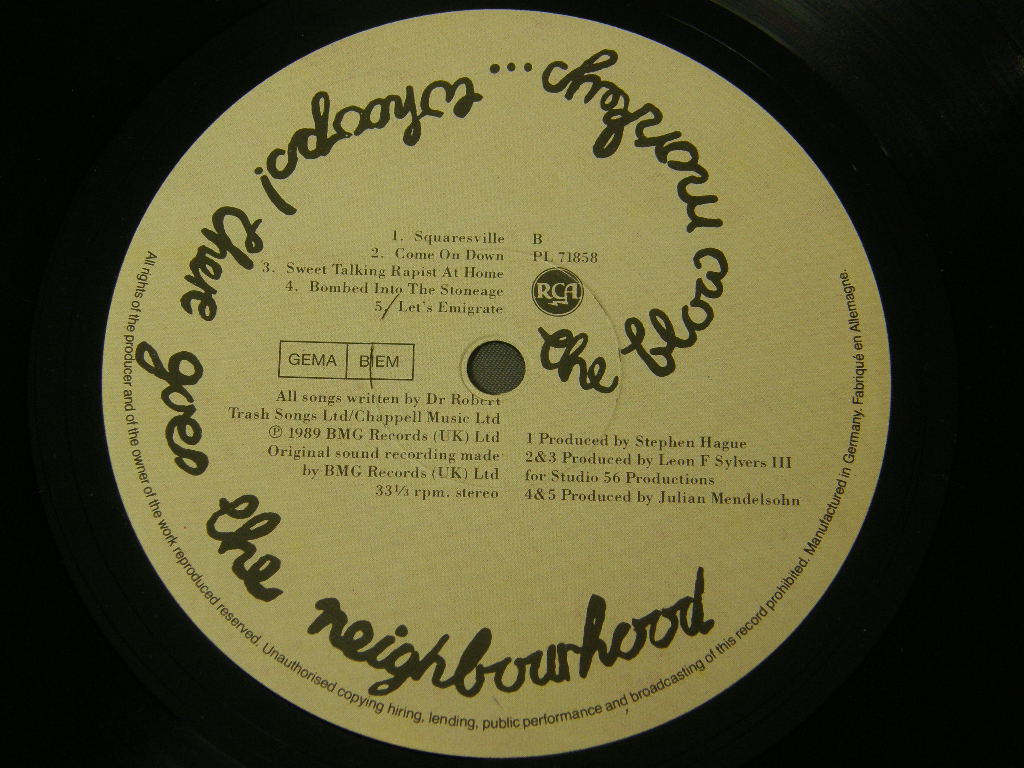 the blow monkeys... whoops! there goes the neighbourhood
1. Squaresville
2. Come On Down
3. Sweet Talking Rapist At Home
4. Bombed Into The Stoneage
5. Let's Emigrate
B
PL 71858
RCA
GEMA BIEM
All songs written by Dr Robert
Trash Songs Ltd/Chappell Music Ltd
℗ 1989 BMG Records (UK) Ltd
Original sound recording made
by BMG Records (UK) Ltd
33⅓ rpm. stereo
1 Produced by Stephen Hague
2&3 Produced by Leon F Sylvers III
for Studio 56 Productions
4&5 Produced by Julian Mendelsohn
All rights of the producer and of the owner of the work reproduced reserved. Unauthorised copying hiring, lending, public performance and broadcasting of this record prohibited. Manufactured in Germany. Fabriqué en Allemagne.